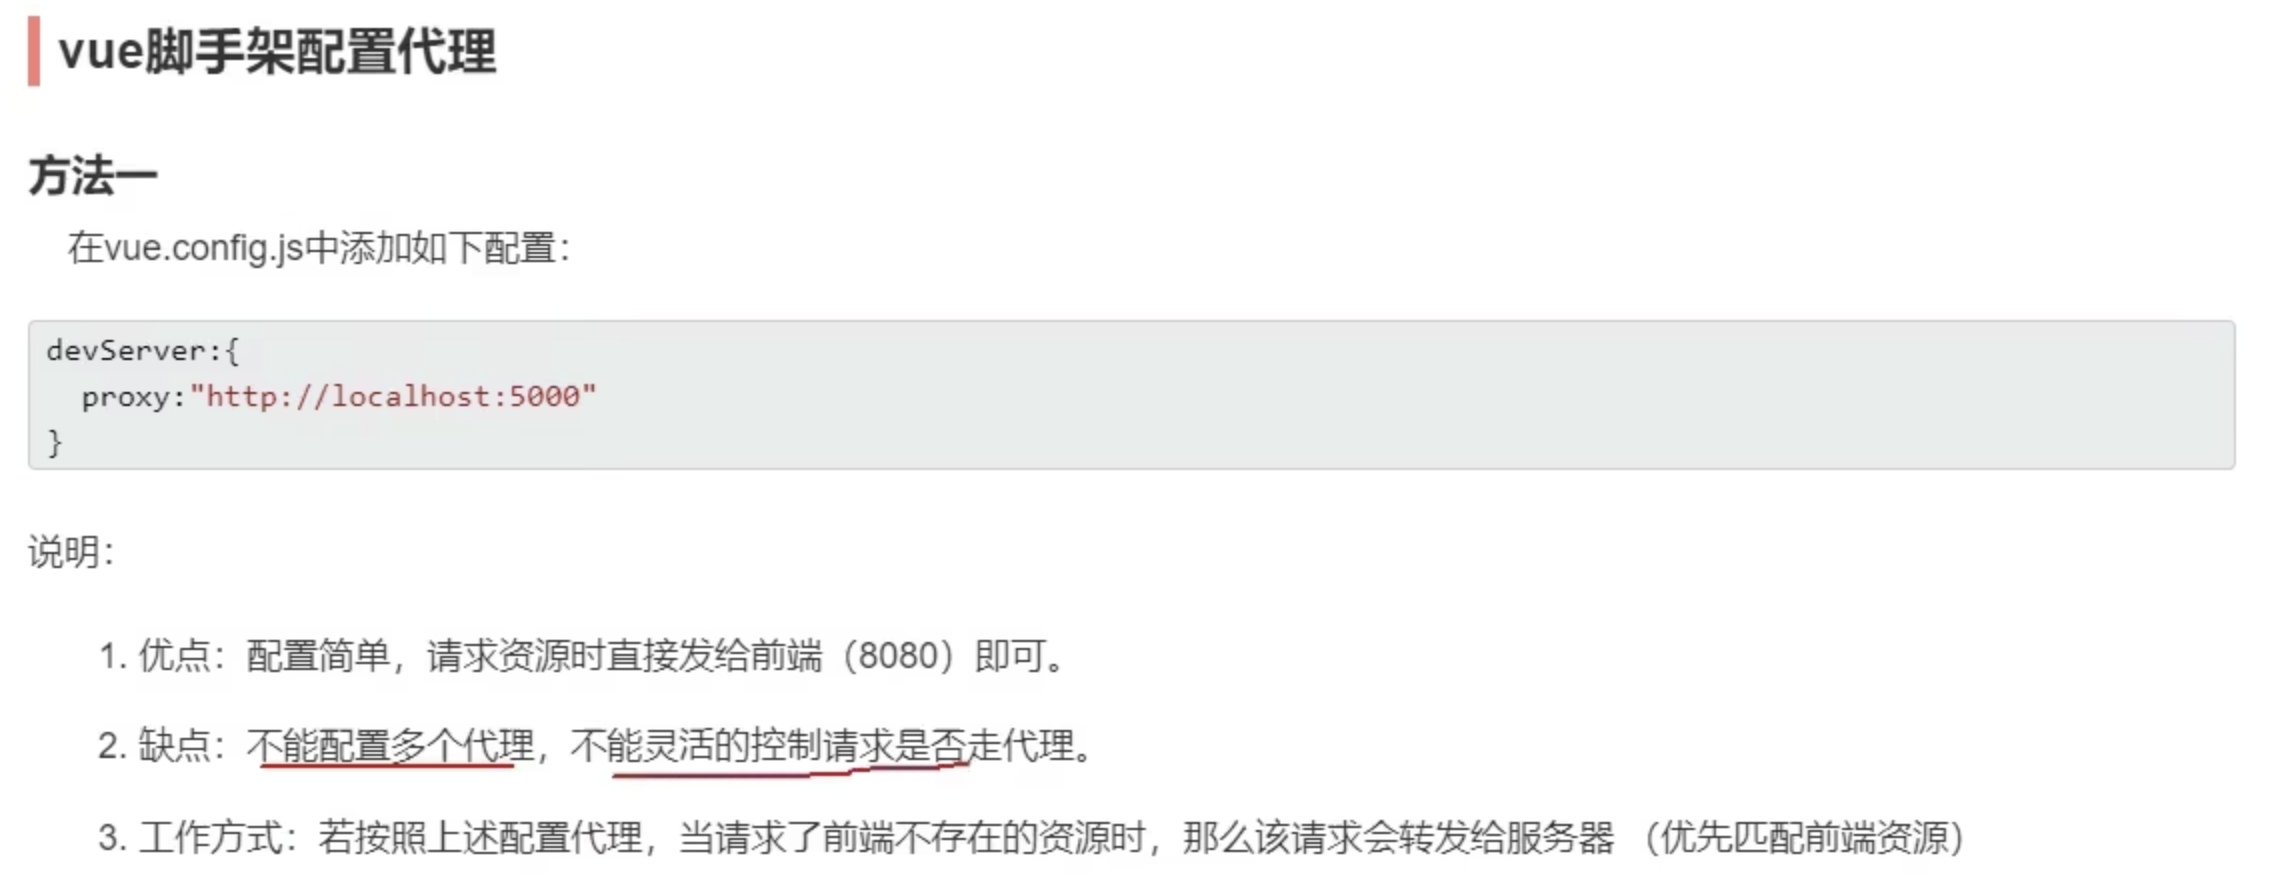 vue脚手架配置代理
方法一
在vue.config.js中添加如下配置：
devServer:{
  proxy:"http://localhost:5000"
}
说明：
1. 优点：配置简单，请求资源时直接发给前端（8080）即可。
2. 缺点：不能配置多个代理，不能灵活的控制请求是否走代理。
3. 工作方式：若按照上述配置代理，当请求了前端不存在的资源时，那么该请求会转发给服务器 （优先匹配前端资源）